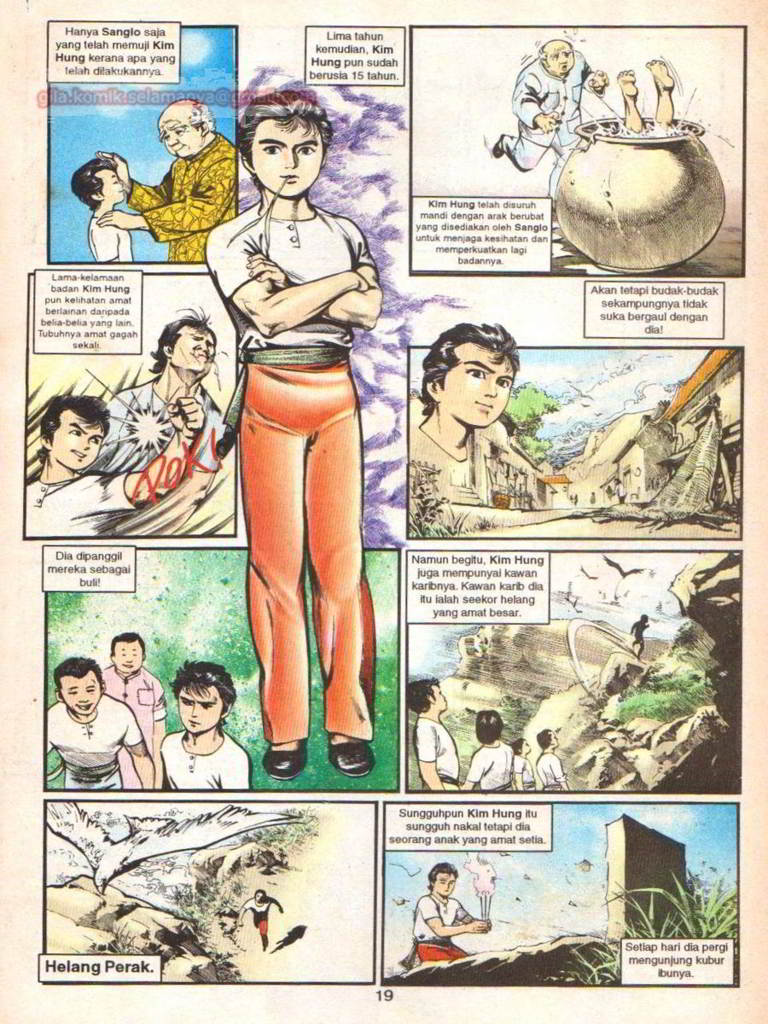 Hanya Sanglo saja
yang telah memuji Kim
Hung kerana apa yang
telah dilakukannya.
gila.komik.selamanya@gmail.com
Lima tahun
kemudian, Kim
Hung pun sudah
berusia 15 tahun.
Kim Hung telah disuruh
mandi dengan arak berubat
yang disediakan oleh Sanglo
untuk menjaga kesihatan dan
memperkuatkan lagi
badannya.
Lama-kelamaan
badan Kim Hung
pun kelihatan amat
berlainan daripada
belia-belia yang lain.
Tubuhnya amat gagah
sekali.
POK!
Akan tetapi budak-budak
sekampungnya tidak
suka bergaul dengan
dia!
Dia dipanggil
mereka sebagai
buli!
Namun begitu, Kim Hung
juga mempunyai kawan
karibnya. Kawan karib dia
itu ialah seekor helang
yang amat besar.
Helang Perak.
Sungguhpun Kim Hung itu
sungguh nakal tetapi dia
seorang anak yang amat setia.
Setiap hari dia pergi
mengunjung kubur
ibunya.
19